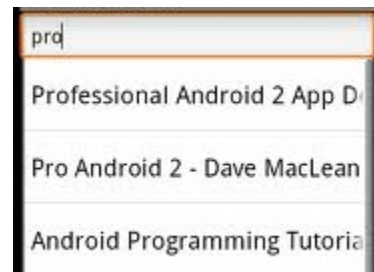 pro
Professional Android 2 App D
Pro Android 2 - Dave MacLean
Android Programming Tutoria